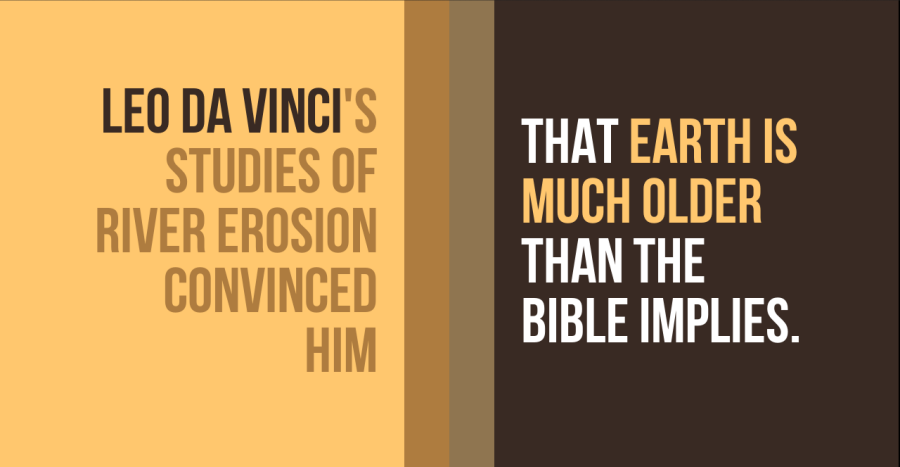 LEO DA VINCI'S
STUDIES OF
RIVER EROSION
CONVINCED
HIM
THAT EARTH IS
MUCH OLDER
THAN THE
BIBLE IMPLIES.